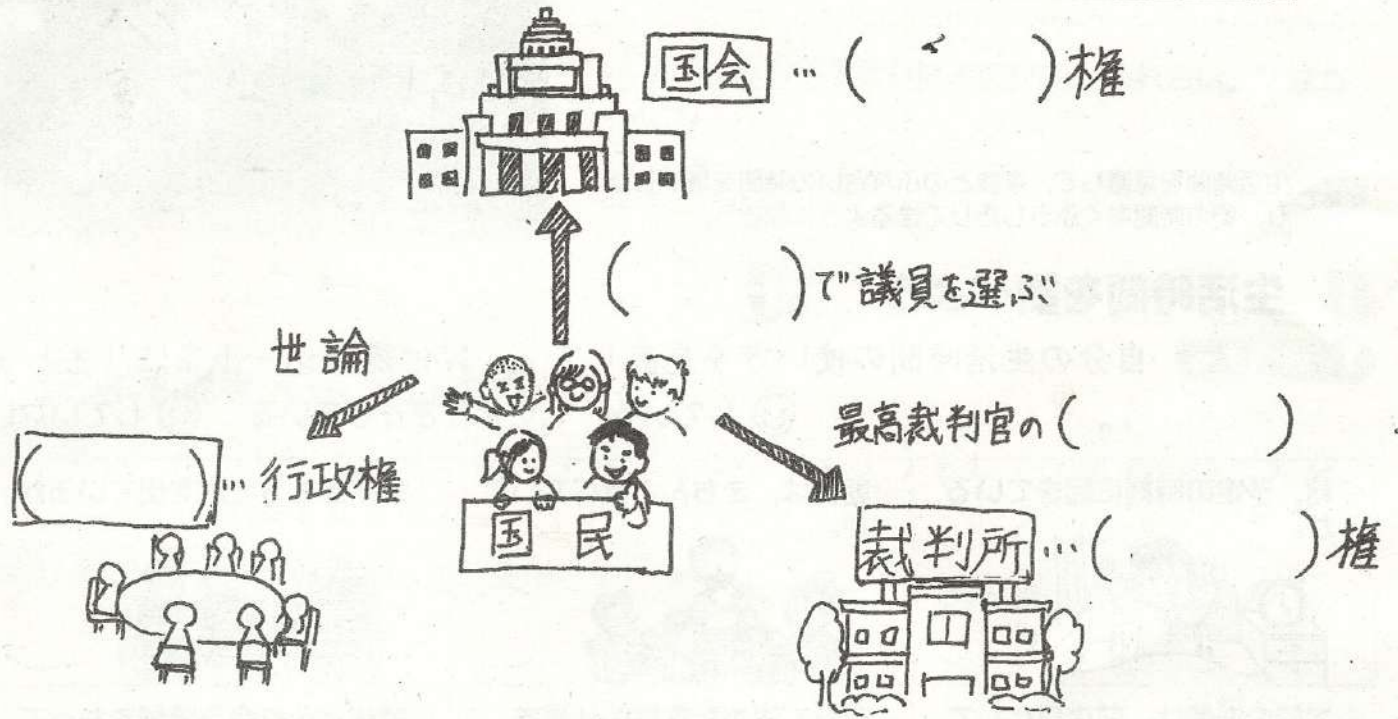 国会 … (　　　)権
(　　　)で議員を選ぶ
世論
最高裁判官の(　　　)
(　　　)… 行政権
国民
裁判所 … (　　　)権